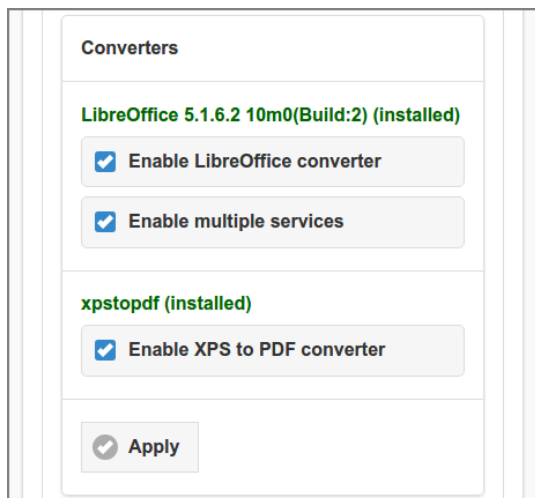 Converters
LibreOffice 5.1.6.2 10m0(Build:2) (installed)
Enable LibreOffice converter
Enable multiple services
xpstopdf (installed)
Enable XPS to PDF converter
Apply